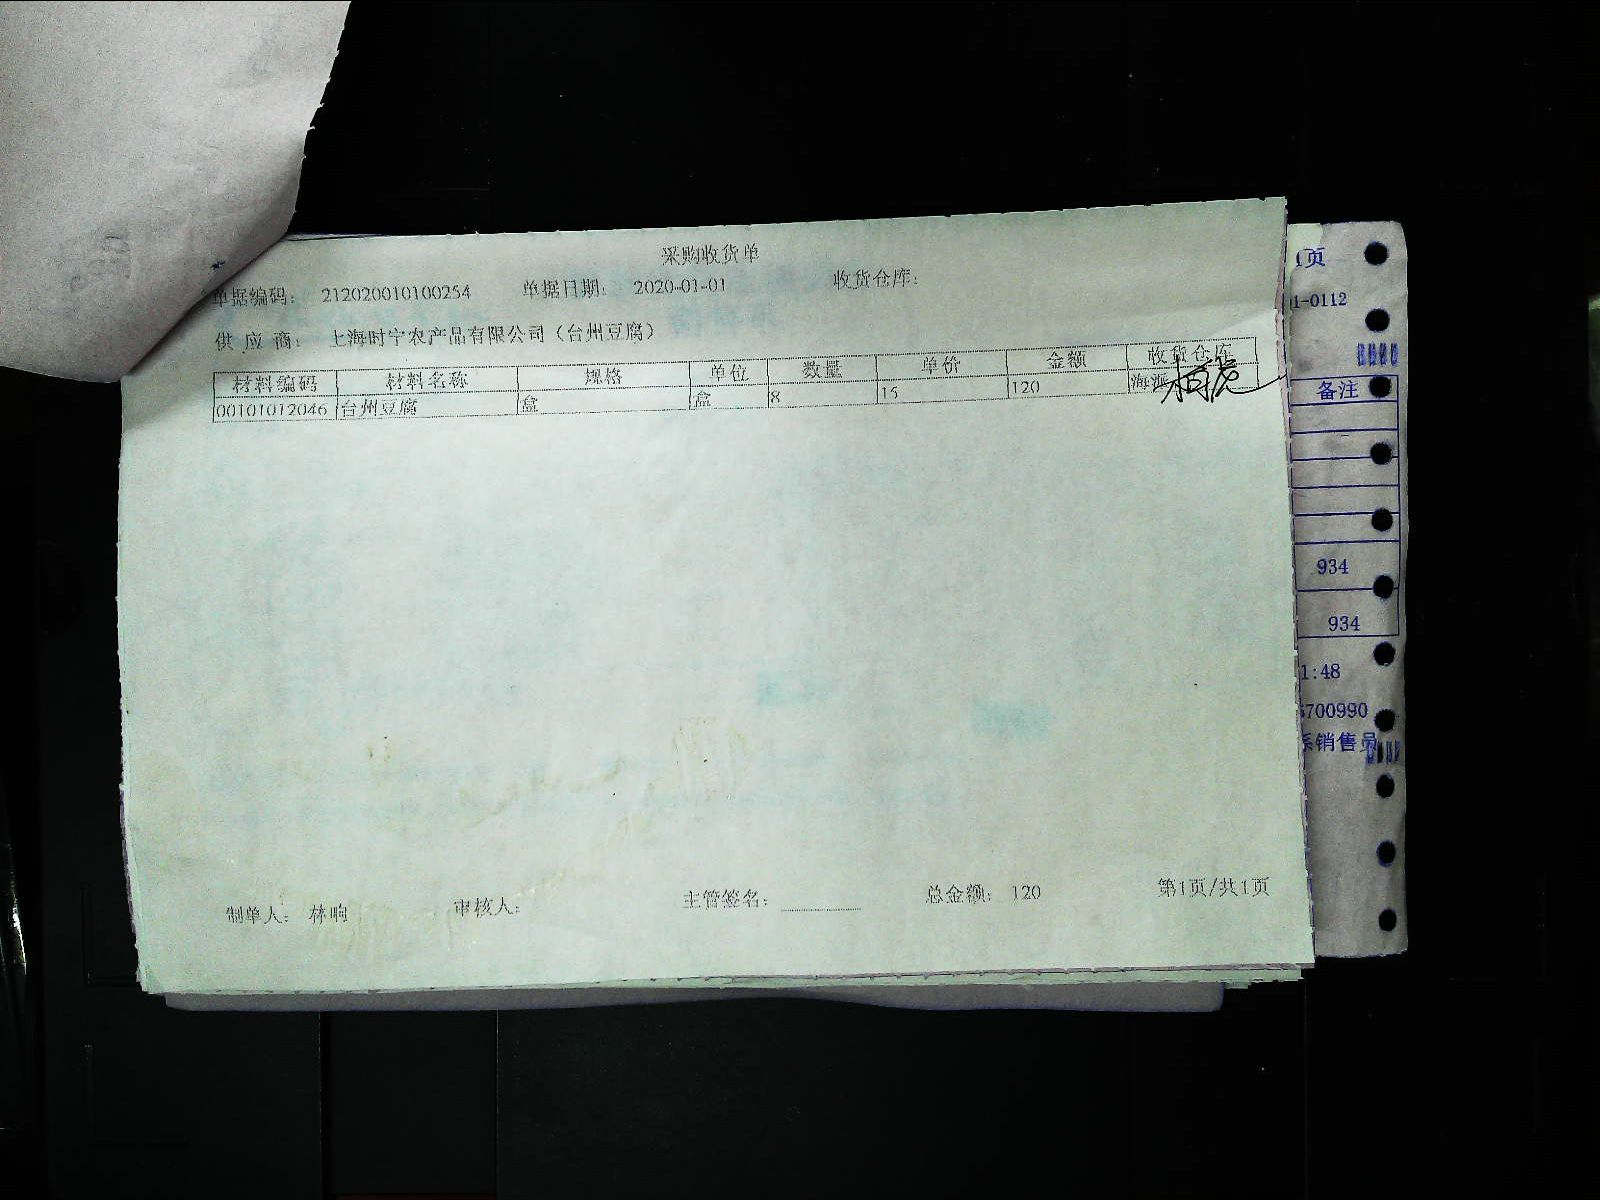 采购收货单
单据编码: 212020010100254 单据日期: 2020-01-01 收货仓库:
供应商: 上海时宁农产品有限公司(台州豆腐)
材料编码 材料名称 规格 单位 数量 单价 金额 收货仓库
00101012046 台州豆腐 盒 盒 8 15 120 海派
制单人: 林响 审核人: 主管签名: 总金额: 120 第1页/共1页
1页
1-0112
备注
934
934
1:48
700990
系销售员